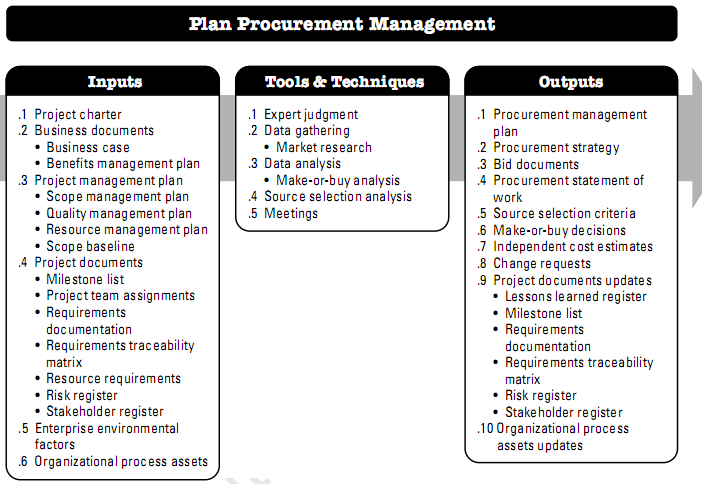 Plan Procurement Management
Inputs
.1 Project charter
.2 Business documents
• Business case
• Benefits management plan
.3 Project management plan
• Scope management plan
• Quality management plan
• Resource management plan
• Scope baseline
.4 Project documents
• Milestone list
• Project team assignments
• Requirements
documentation
• Requirements traceability
matrix
• Resource requirements
• Risk register
• Stakeholder register
.5 Enterprise environmental
factors
.6 Organizational process assets
Tools & Techniques
.1 Expert judgment
.2 Data gathering
• Market research
.3 Data analysis
• Make-or-buy analysis
.4 Source selection analysis
.5 Meetings
Outputs
.1 Procurement management
plan
.2 Procurement strategy
.3 Bid documents
.4 Procurement statement of
work
.5 Source selection criteria
.6 Make-or-buy decisions
.7 Independent cost estimates
.8 Change requests
.9 Project documents updates
• Lessons learned register
• Milestone list
• Requirements
documentation
• Requirements traceability
matrix
• Risk register
• Stakeholder register
.10 Organizational process
assets updates